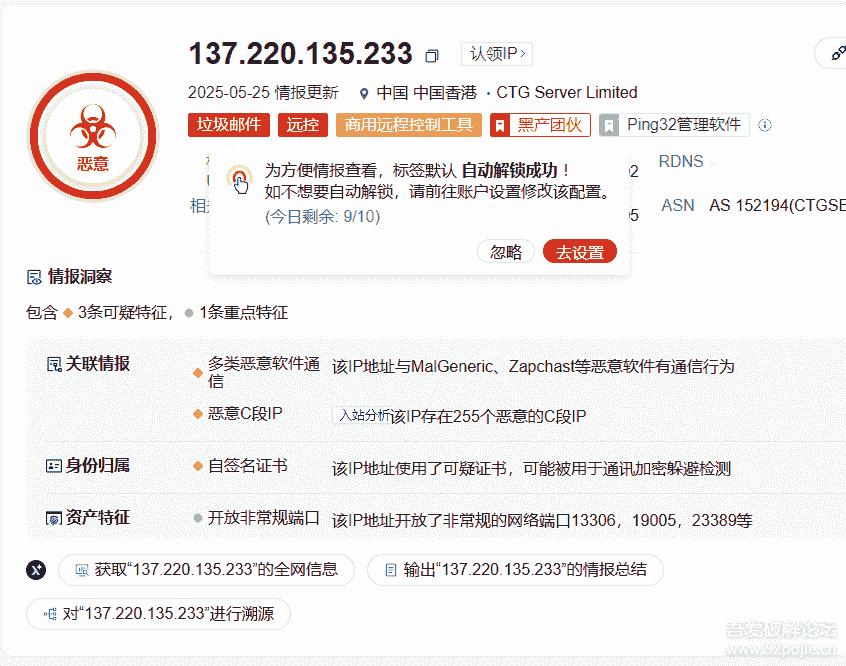 137.220.135.233 认领IP>
2025-05-25 情报更新 中国 中国香港 · CTG Server Limited
垃圾邮件 远控 商用远程控制工具 黑产团伙 Ping32管理软件
恶意
RDNS -
为方便情报查看，标签默认 自动解锁成功！
如不想要自动解锁，请前往账户设置修改该配置。
(今日剩余: 9/10)
2
相关
5
ASN AS 152194(CTGSE
忽略 去设置
情报洞察
包含 3条可疑特征， 1条重点特征
关联情报 多类恶意软件通信 该IP地址与MalGeneric、Zapchast等恶意软件有通信行为
恶意C段IP 入站分析 该IP存在255个恶意的C段IP
身份归属 自签名证书 该IP地址使用了可疑证书，可能被用于通讯加密躲避检测
资产特征 开放非常规端口 该IP地址开放了非常规的网络端口13306，19005，23389等
获取“137.220.135.233”的全网信息 输出“137.220.135.233”的情报总结
对“137.220.135.233”进行溯源
吾爱破解论坛
www.52pojie.cn